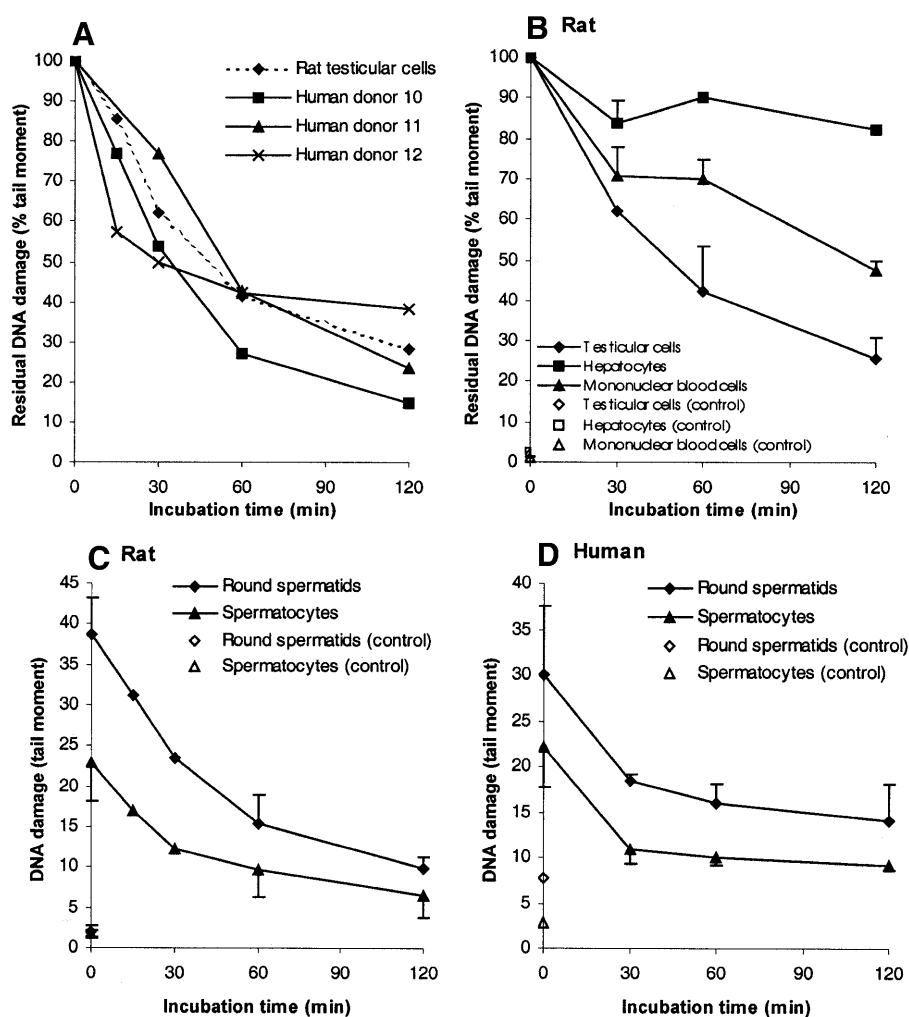 A
Residual DNA damage (% tail moment)
100
90
80
70
60
50
40
30
20
10
0
0 30 60 90 120
Incubation time (min)
Rat testicular cells
Human donor 10
Human donor 11
Human donor 12
B Rat
Residual DNA damage (% tail moment)
100
90
80
70
60
50
40
30
20
10
0
0 30 60 90 120
Incubation time (min)
Testicular cells
Hepatocytes
Mononuclear blood cells
Testicular cells (control)
Hepatocytes (control)
Mononuclear blood cells (control)
C Rat
DNA damage (tail moment)
45
40
35
30
25
20
15
10
5
0
0 30 60 90 120
Incubation time (min)
Round spermatids
Spermatocytes
Round spermatids (control)
Spermatocytes (control)
D Human
DNA damage (tail moment)
40
35
30
25
20
15
10
5
0
0 30 60 90 120
Incubation time (min)
Round spermatids
Spermatocytes
Round spermatids (control)
Spermatocytes (control)